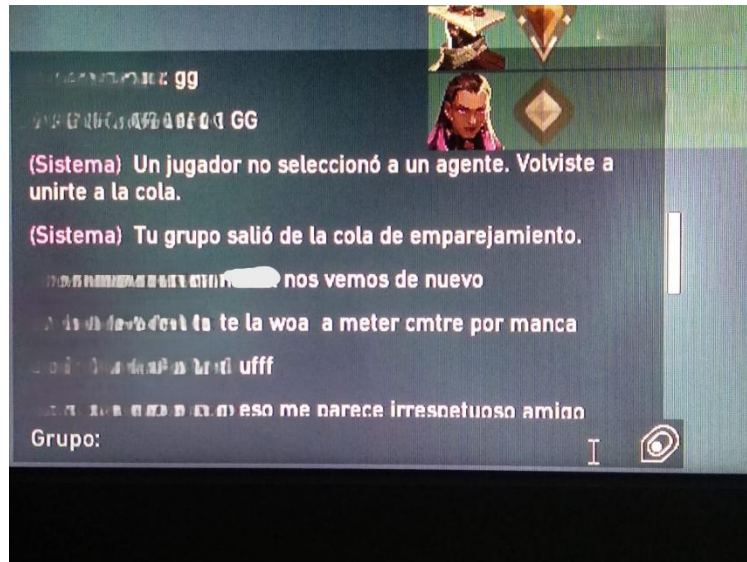 : gg
GG
(Sistema) Un jugador no seleccionó a un agente. Volviste a
unirte a la cola.
(Sistema) Tu grupo salió de la cola de emparejamiento.
nos vemos de nuevo
te la woa a meter cmtre por manca
ufff
eso me parece irrespetuoso amigo
Grupo: